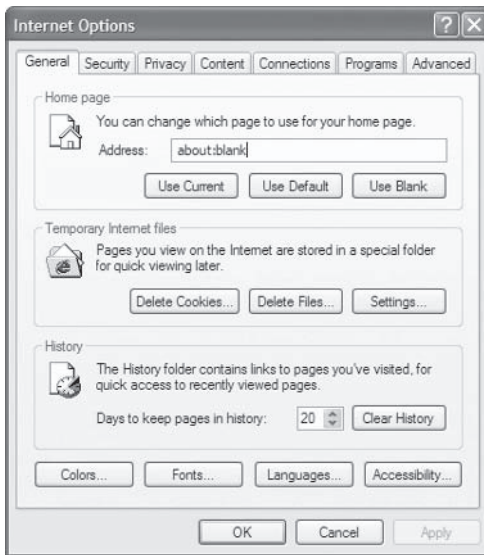 Internet Options
General Security Privacy Content Connections Programs Advanced
Home page
You can change which page to use for your home page.
Address: about:blank
Use Current Use Default Use Blank
Temporary Internet files
Pages you view on the Internet are stored in a special folder
for quick viewing later.
Delete Cookies... Delete Files... Settings...
History
The History folder contains links to pages you've visited, for
quick access to recently viewed pages.
Days to keep pages in history: 20 Clear History
Colors... Fonts... Languages... Accessibility...
OK Cancel Apply